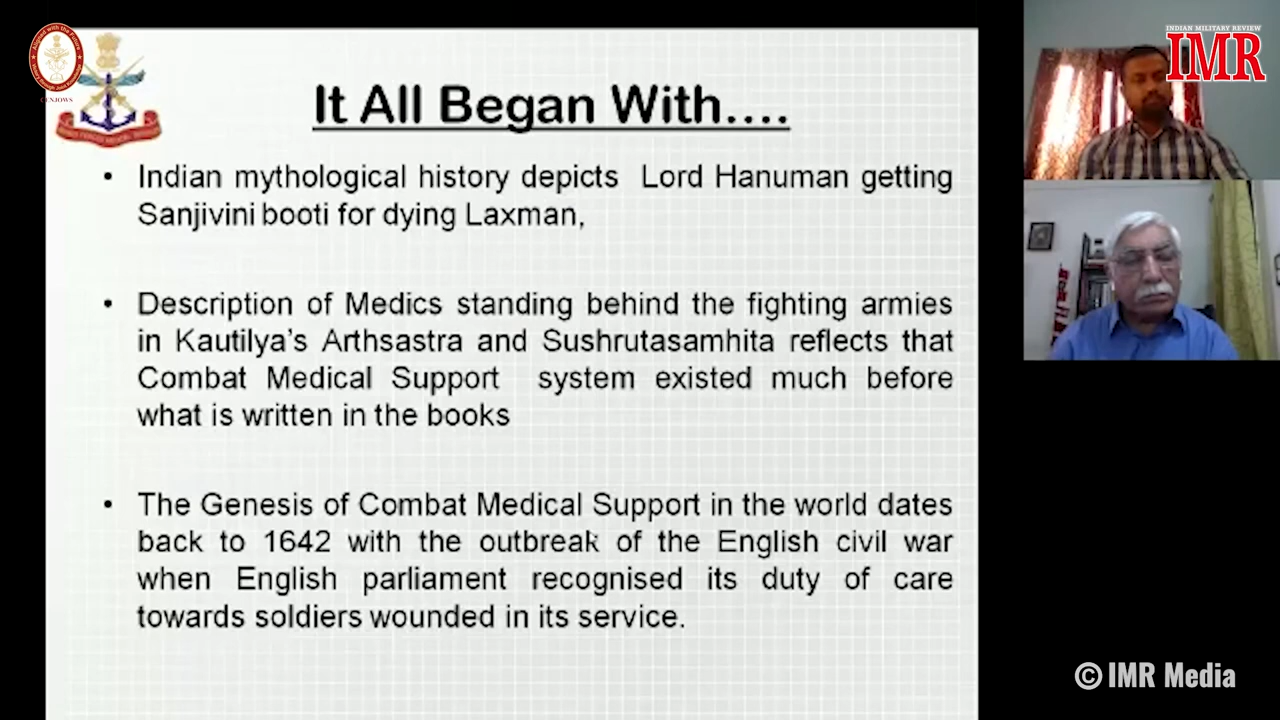 It All Began With....
• Indian mythological history depicts Lord Hanuman getting
Sanjivini booti for dying Laxman,
• Description of Medics standing behind the fighting armies
in Kautilya's Arthsastra and Sushrutasamhita reflects that
Combat Medical Support system existed much before
what is written in the books
• The Genesis of Combat Medical Support in the world dates
back to 1642 with the outbreak of the English civil war
when English parliament recognised its duty of care
towards soldiers wounded in its service.
CENJOWS
INDIAN MILITARY REVIEW
IMR
© IMR Media